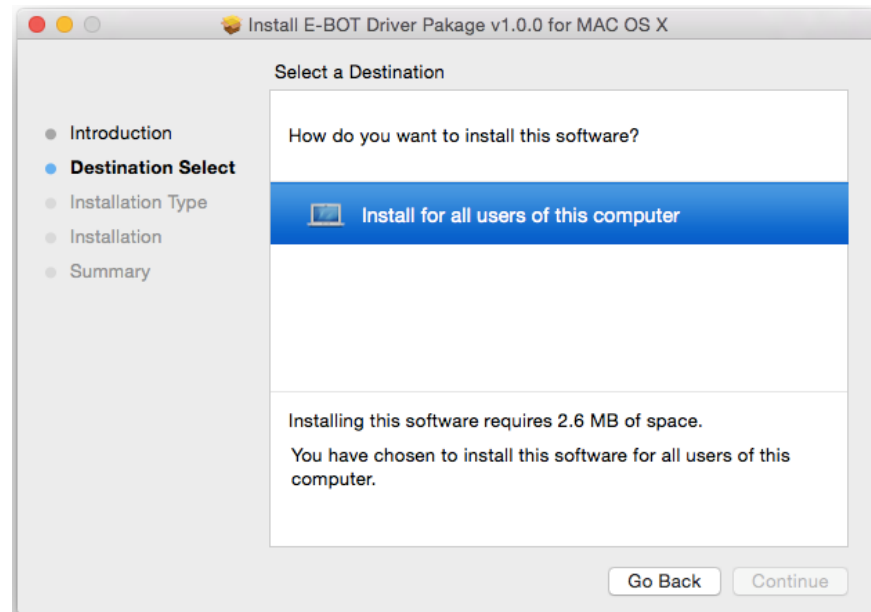 Install E-BOT Driver Pakage v1.0.0 for MAC OS X
Select a Destination
Introduction
Destination Select
Installation Type
Installation
Summary
How do you want to install this software?
Install for all users of this computer
Installing this software requires 2.6 MB of space.
You have chosen to install this software for all users of this
computer.
Go Back
Continue